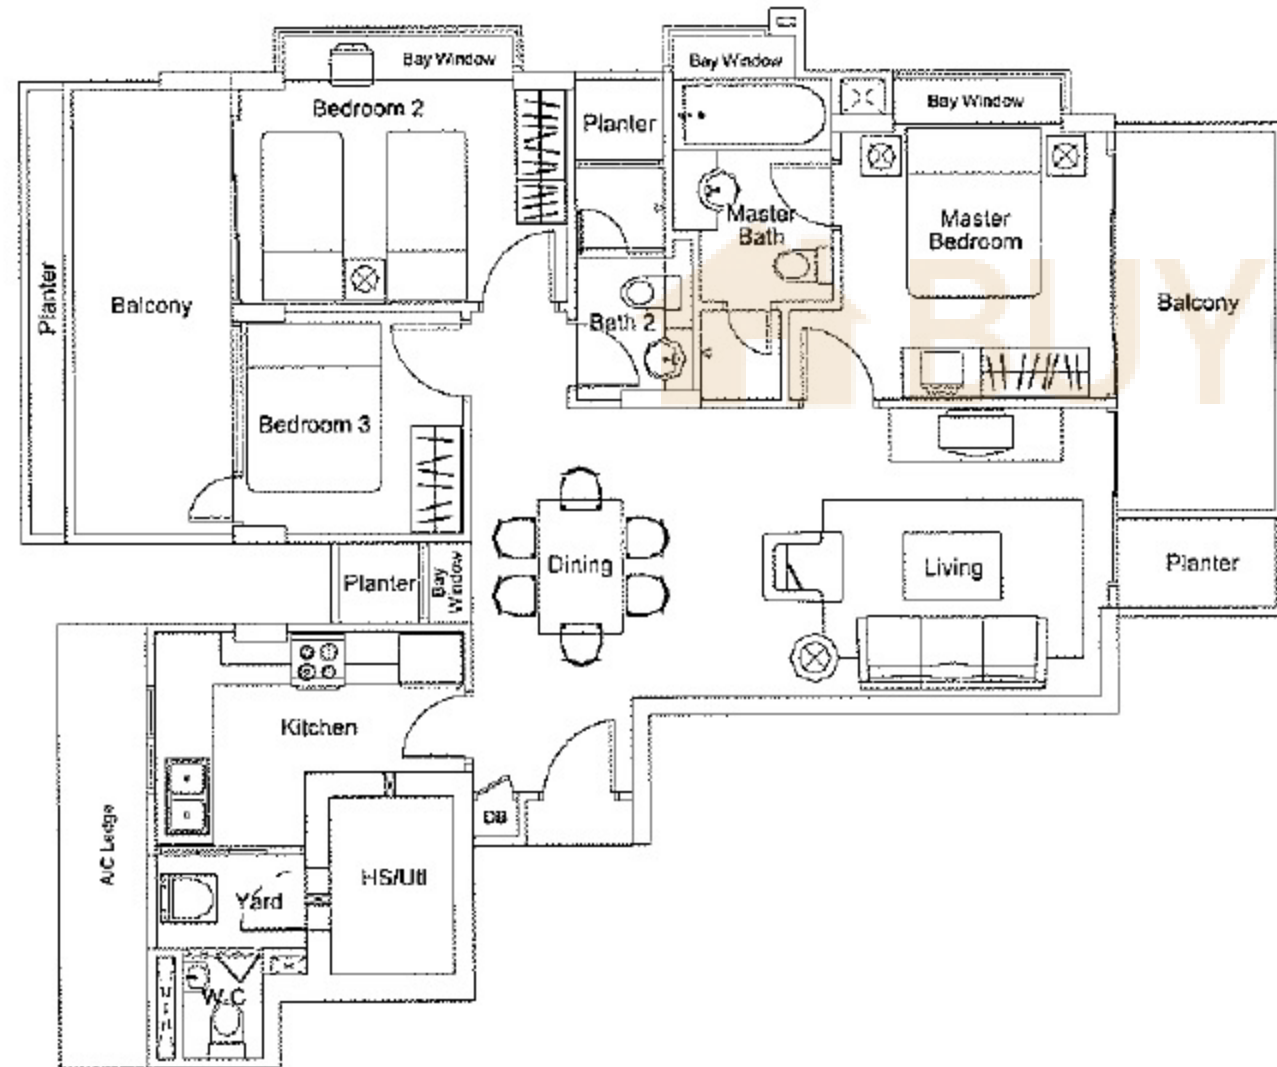 Bay Window
Bay Window
Bay Window
Bedroom 2
Planter
Master
Bath
Master
Bedroom
Planter
Balcony
Bath 2
Balcony
BUY
Bedroom 3
Dining
Living
Planter
Planter
Bay
Window
Kitchen
DB
A/C Ledge
HS/Uti
Yard
W.C